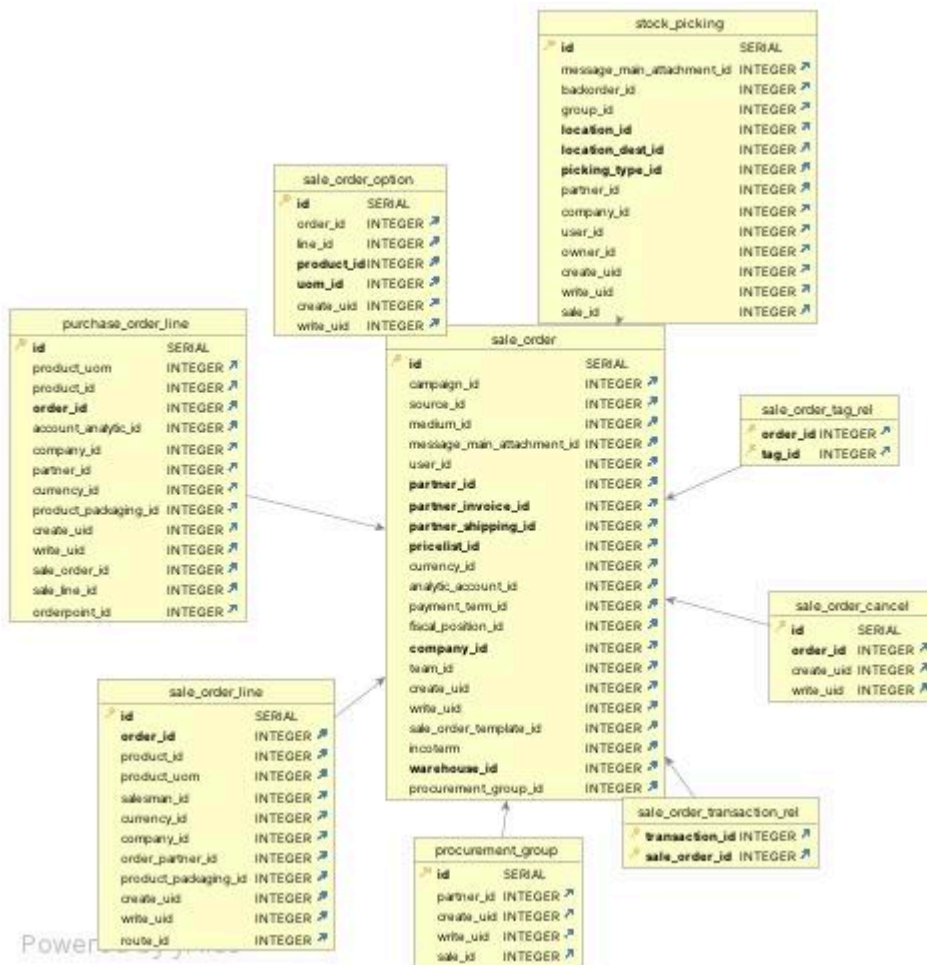 stock_picking
id SERIAL
message_main_attachment_id INTEGER
backorder_id INTEGER
group_id INTEGER
location_id INTEGER
location_dest_id INTEGER
picking_type_id INTEGER
partner_id INTEGER
company_id INTEGER
user_id INTEGER
owner_id INTEGER
create_uid INTEGER
write_uid INTEGER
sale_id INTEGER
sale_order_option
id SERIAL
order_id INTEGER
line_id INTEGER
product_id INTEGER
uom_id INTEGER
create_uid INTEGER
write_uid INTEGER
purchase_order_line
id SERIAL
product_uom INTEGER
product_id INTEGER
order_id INTEGER
account_analytic_id INTEGER
company_id INTEGER
partner_id INTEGER
currency_id INTEGER
product_packaging_id INTEGER
create_uid INTEGER
write_uid INTEGER
sale_order_id INTEGER
sale_line_id INTEGER
orderpoint_id INTEGER
sale_order
id SERIAL
campaign_id INTEGER
source_id INTEGER
medium_id INTEGER
message_main_attachment_id INTEGER
user_id INTEGER
partner_id INTEGER
partner_invoice_id INTEGER
partner_shipping_id INTEGER
pricelist_id INTEGER
currency_id INTEGER
analytic_account_id INTEGER
payment_term_id INTEGER
fiscal_position_id INTEGER
company_id INTEGER
team_id INTEGER
create_uid INTEGER
write_uid INTEGER
sale_order_template_id INTEGER
incoterm INTEGER
warehouse_id INTEGER
procurement_group_id INTEGER
sale_order_tag_rel
order_id INTEGER
tag_id INTEGER
sale_order_cancel
id SERIAL
order_id INTEGER
create_uid INTEGER
write_uid INTEGER
sale_order_line
id SERIAL
order_id INTEGER
product_id INTEGER
product_uom INTEGER
salesman_id INTEGER
currency_id INTEGER
company_id INTEGER
order_partner_id INTEGER
product_packaging_id INTEGER
create_uid INTEGER
write_uid INTEGER
route_id INTEGER
sale_order_transaction_rel
transaction_id INTEGER
sale_order_id INTEGER
procurement_group
id SERIAL
partner_id INTEGER
create_uid INTEGER
write_uid INTEGER
sale_id INTEGER